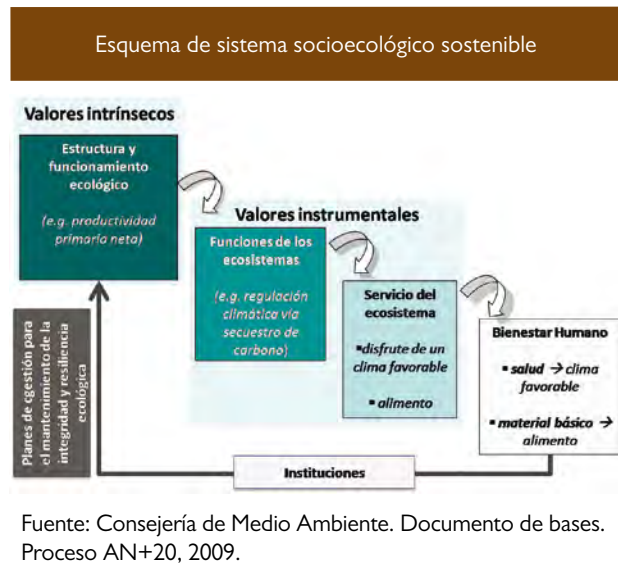 Esquema de sistema socioecológico sostenible
Valores intrínsecos
Estructura y
funcionamiento
ecológico
(e.g. productividad
primaria neta)
Valores instrumentales
Funciones de los
ecosistemas
(e.g. regulación
climática vía
secuestro de
carbono)
Servicio del
ecosistema
▪disfrute de un
clima favorable
▪ alimento
Bienestar Humano
▪ salud → clima
favorable
▪ material básico →
alimento
Planes de cgestión para
el mantenimiento de la
integridad y resiliencia
ecológica
Instituciones
Fuente: Consejería de Medio Ambiente. Documento de bases.
Proceso AN+20, 2009.